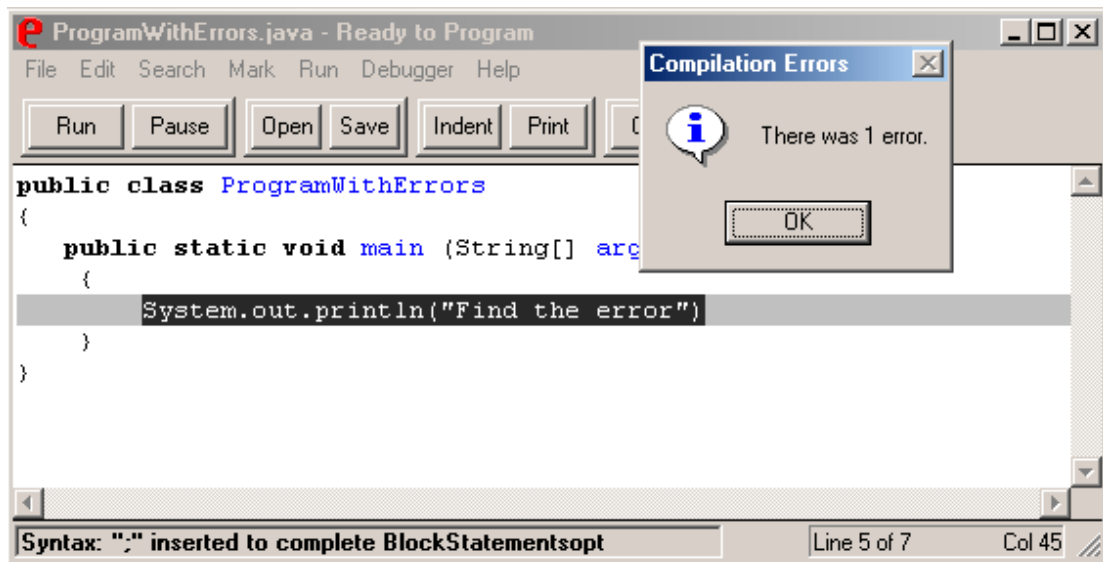 ProgramWithErrors.java - Ready to Program
File Edit Search Mark Run Debugger Help
Run Pause Open Save Indent Print
Compilation Errors
There was 1 error.
OK
public class ProgramWithErrors
{
public static void main (String[]
{
System.out.println("Find the error")
}
}
Syntax: ";" inserted to complete BlockStatementsopt
Line 5 of 7 Col 45